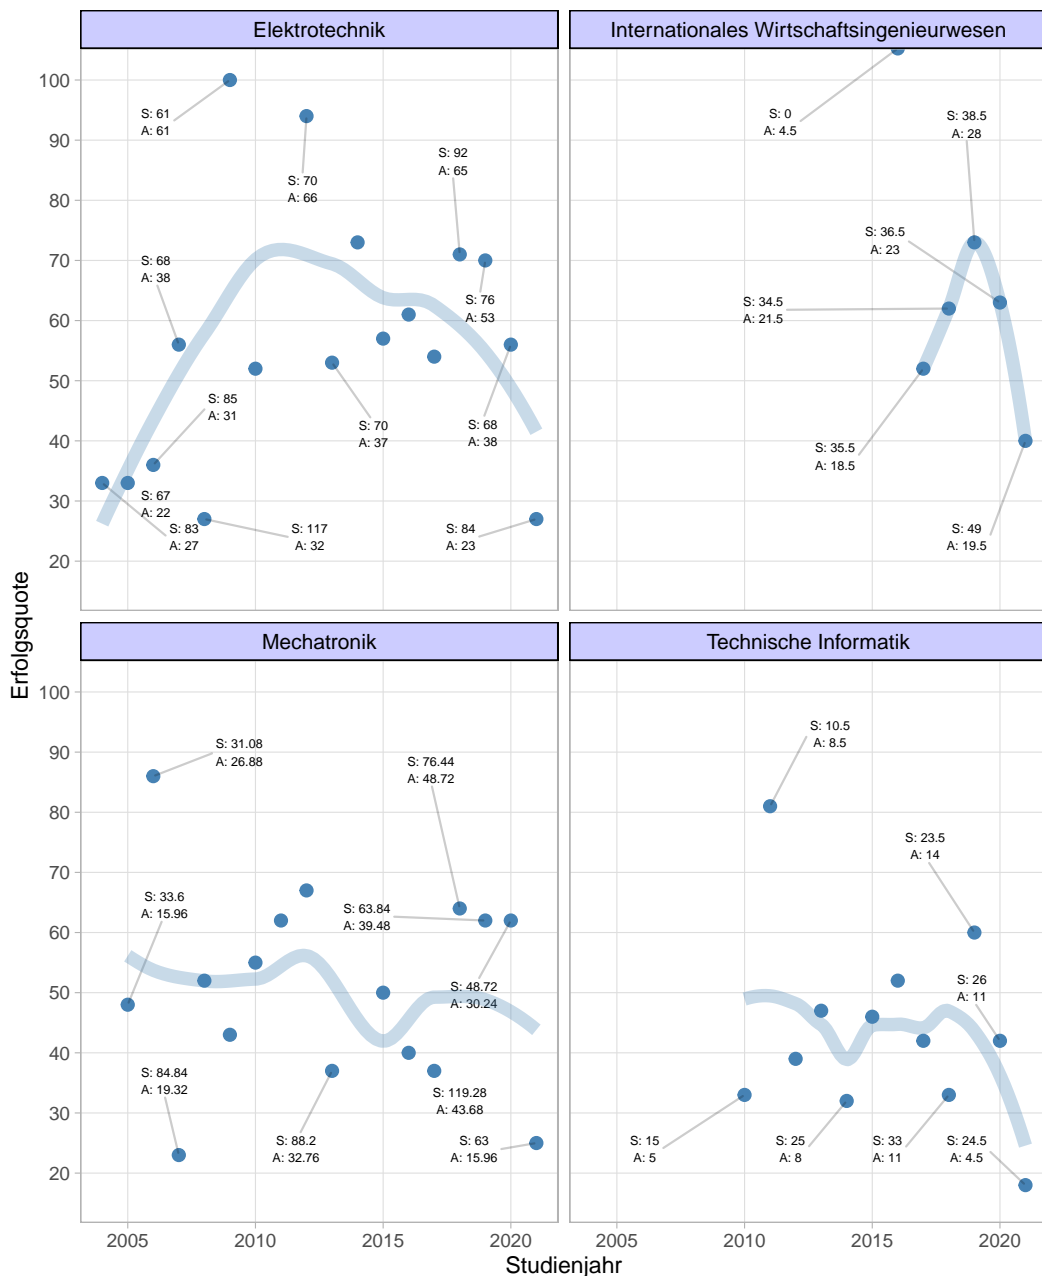 Elektrotechnik
Internationales Wirtschaftsingenieurwesen
100
90
80
70
60
50
40
30
20
S: 61
A: 61
S: 70
A: 66
S: 92
A: 65
S: 68
A: 38
S: 76
A: 53
S: 85
A: 31
S: 70
A: 37
S: 68
A: 38
S: 67
A: 22
S: 83
A: 27
S: 117
A: 32
S: 84
A: 23
S: 0
A: 4.5
S: 38.5
A: 28
S: 36.5
A: 23
S: 34.5
A: 21.5
S: 35.5
A: 18.5
S: 49
A: 19.5
Erfolgsquote
Mechatronik
Technische Informatik
100
90
80
70
60
50
40
30
20
S: 31.08
A: 26.88
S: 76.44
A: 48.72
S: 33.6
A: 15.96
S: 63.84
A: 39.48
S: 48.72
A: 30.24
S: 84.84
A: 19.32
S: 119.28
A: 43.68
S: 88.2
A: 32.76
S: 63
A: 15.96
S: 10.5
A: 8.5
S: 23.5
A: 14
S: 26
A: 11
S: 15
A: 5
S: 25
A: 8
S: 33
A: 11
S: 24.5
A: 4.5
2005
2010
2015
2020
2005
2010
2015
2020
Studienjahr